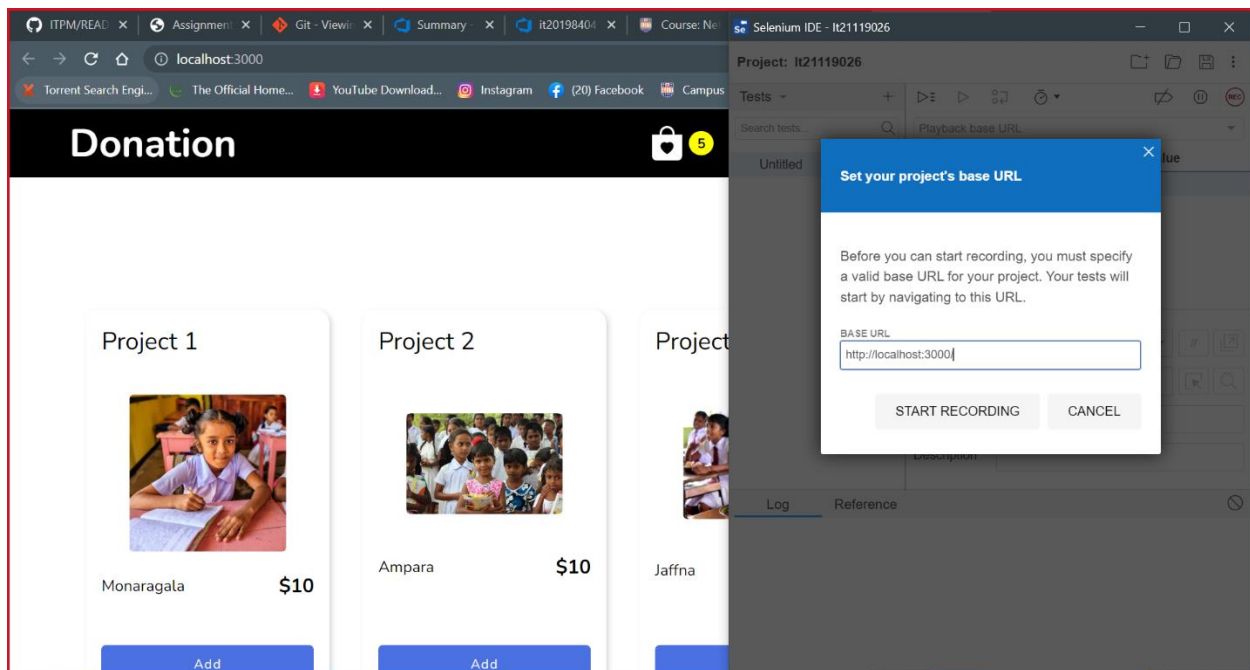 ITPM/READ
Assignment
Git - Viewin
Summary -
it20198404
Course: Ne
localhost:3000
Torrent Search Engi...
The Official Home...
YouTube Download...
Instagram
(20) Facebook
Campus
Donation
5
Project 1
Monaragala
$10
Add
Project 2
Ampara
$10
Add
Project
Jaffna
Selenium IDE - It21119026
Project: It21119026
Tests
REC
Search tests...
Playback base URL
Untitled
lue
Set your project's base URL
Before you can start recording, you must specify
a valid base URL for your project. Your tests will
start by navigating to this URL.
BASE URL
http://localhost:3000/
START RECORDING
CANCEL
Description
Log
Reference